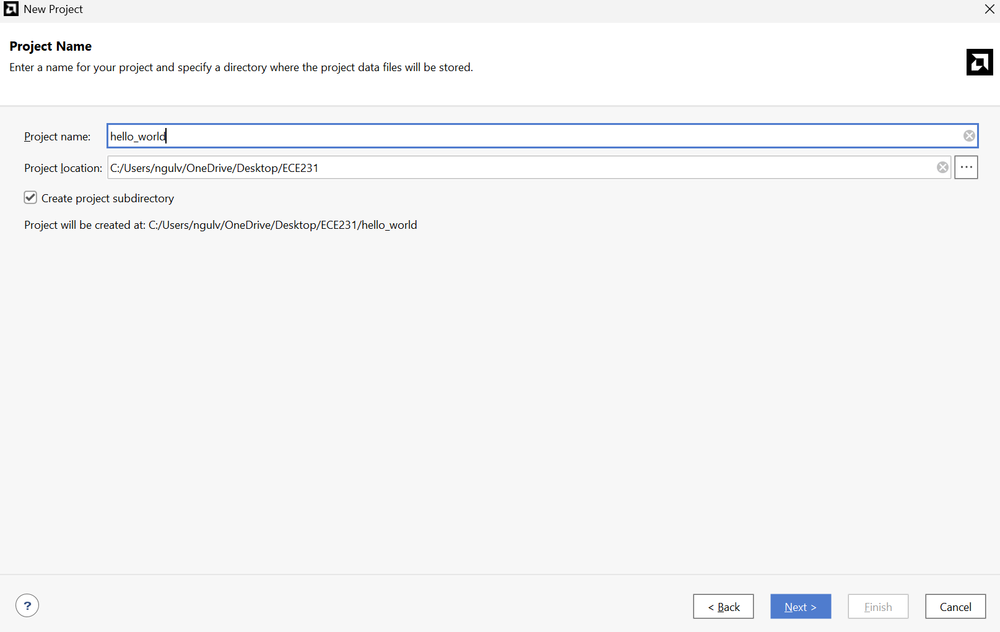 New Project
Project Name
Enter a name for your project and specify a directory where the project data files will be stored.
Project name: hello_world
Project location: C:/Users/ngulv/OneDrive/Desktop/ECE231 ...
Create project subdirectory
Project will be created at: C:/Users/ngulv/OneDrive/Desktop/ECE231/hello_world
? < Back Next > Finish Cancel